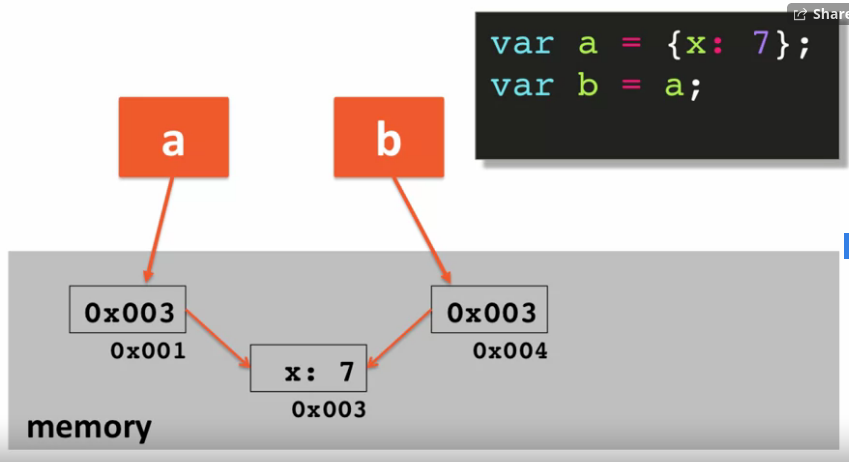 Share
var a = {x: 7};
var b = a;
a
b
0x003
0x003
0x001
0x004
x: 7
0x003
memory